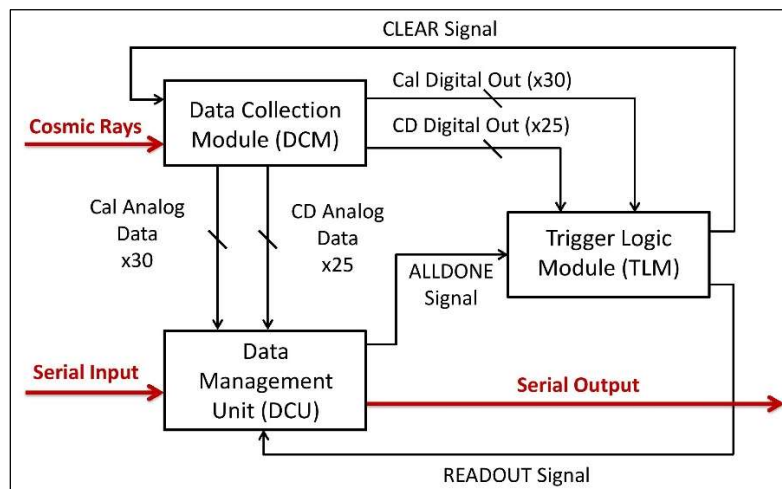 CLEAR Signal
Cal Digital Out (x30)
Data Collection
Module (DCM)
Cosmic Rays
CD Digital Out (x25)
Cal Analog
Data
x30
CD Analog
Data
x25
Trigger Logic
Module (TLM)
ALLDONE
Signal
Data
Management
Unit (DCU)
Serial Input
Serial Output
READOUT Signal